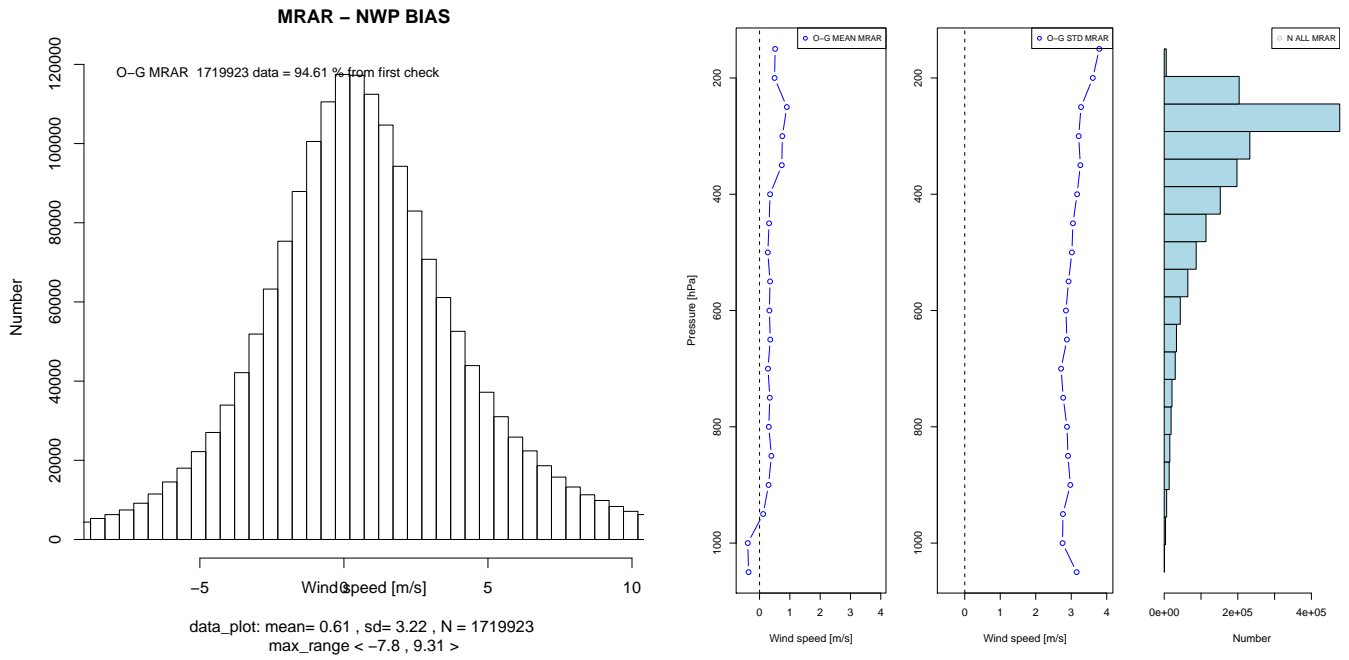 MRAR – NWP BIAS
O−G MRAR 1719923 data = 94.61 % from first check
Number
0
20000
40000
60000
80000
100000
120000
−5
0
5
10
Wind speed [m/s]
data_plot: mean= 0.61 , sd= 3.22 , N = 1719923
max_range < −7.8 , 9.31 >
O−G MEAN MRAR
Pressure [hPa]
200
400
600
800
1000
0
1
2
3
4
Wind speed [m/s]
O−G STD MRAR
200
400
600
800
1000
0
1
2
3
4
Wind speed [m/s]
N ALL MRAR
0e+00
2e+05
4e+05
Number